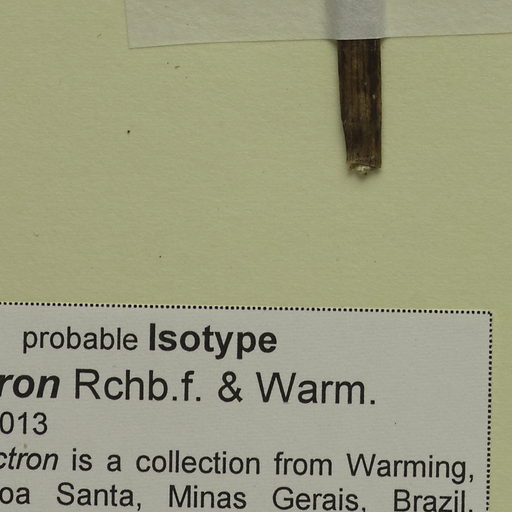 probable Isotype
ron Rchb.f. & Warm.
013
ctron is a collection from Warming,
oa Santa, Minas Gerais, Brazil.